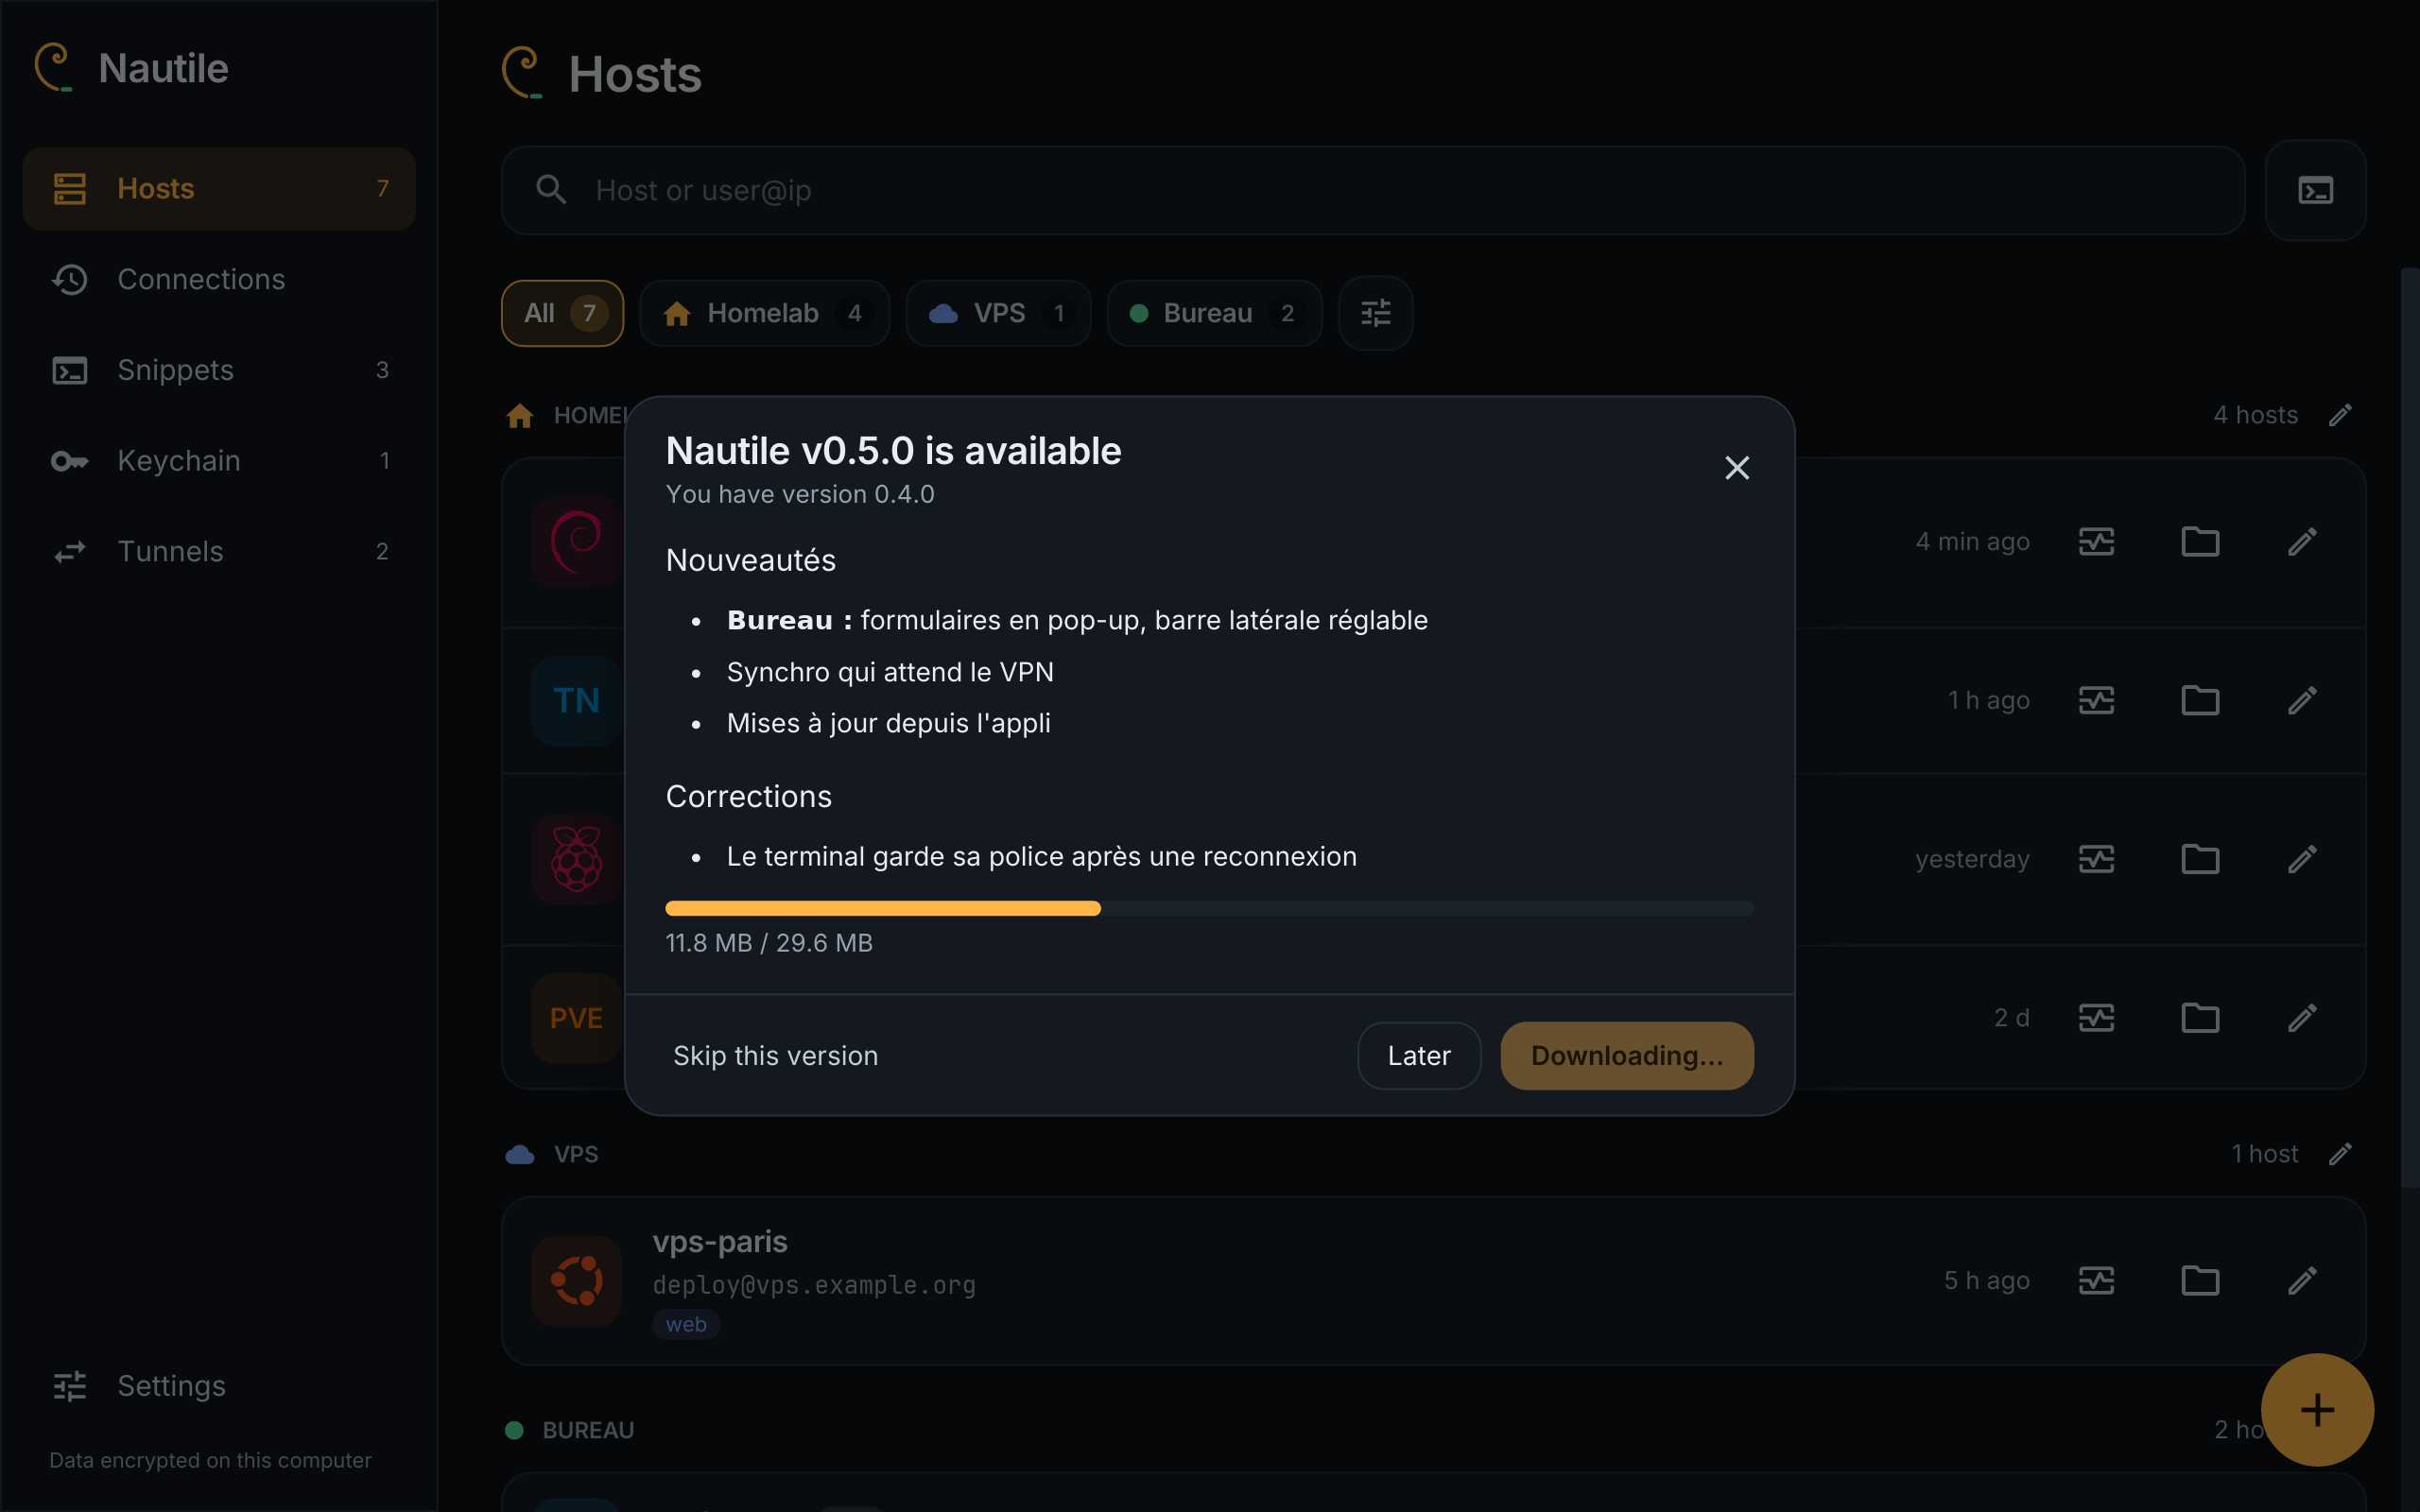 Nautile
Hosts 7
Connections
Snippets 3
Keychain 1
Tunnels 2
Settings
Data encrypted on this computer
Hosts
Host or user@ip
All 7 Homelab 4 VPS 1 Bureau 2
4 hosts
TN
PVE
4 min ago
1 h ago
yesterday
2 d
Nautile v0.5.0 is available
You have version 0.4.0
Nouveautés
• Bureau : formulaires en pop-up, barre latérale réglable
• Synchro qui attend le VPN
• Mises à jour depuis l'appli
Corrections
• Le terminal garde sa police après une reconnexion
11.8 MB / 29.6 MB
Skip this version Later Downloading...
VPS 1 host
vps-paris
deploy@vps.example.org
web
5 h ago
BUREAU